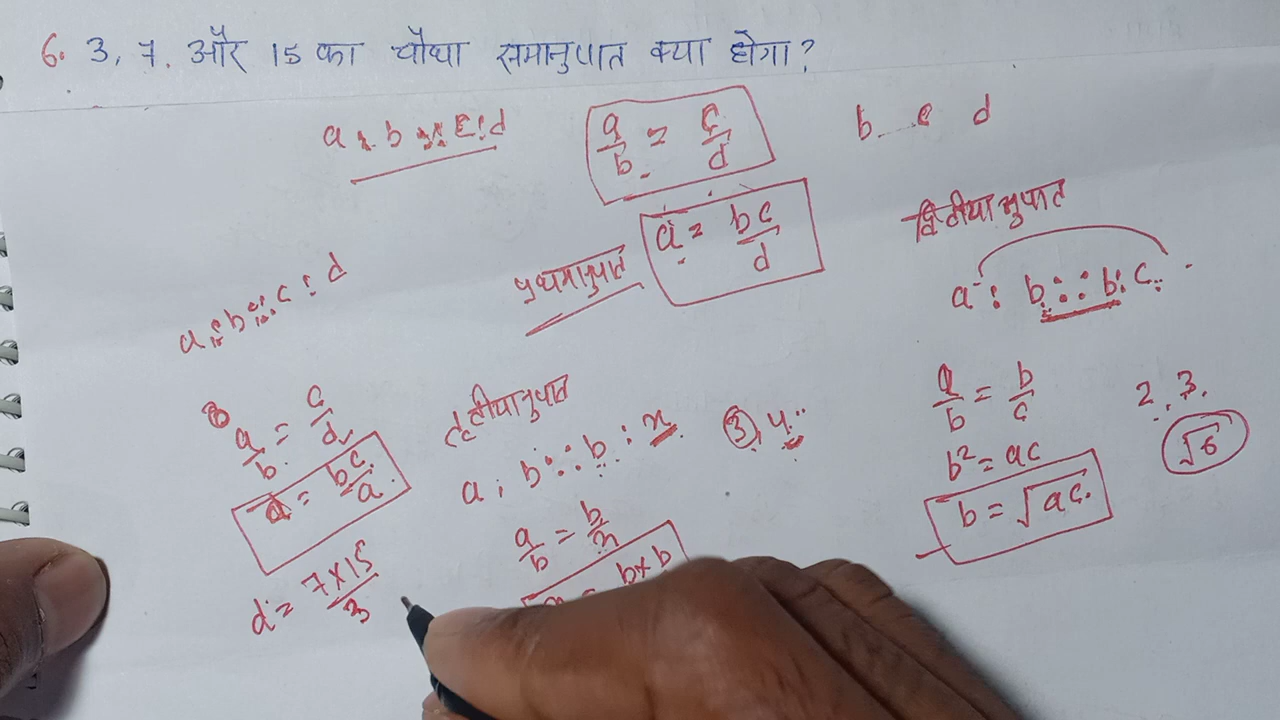 6. 3, 7. और 15 का चौथा समानुपात क्या होगा?
a : b :: c : d
a/b = c/d
b c d
प्रथमानुपात a = bc/d
द्वितीयानुपात
a : b :: b : c
a : b :: c : d
a/b = c/d
d = bc/a
d = 7×15/3
तृतीयानुपात
a : b :: b : x
a/b = b/x
b×b
3, 4
a/b = b/c
b² = ac
b = √ac
2, 3.
√6